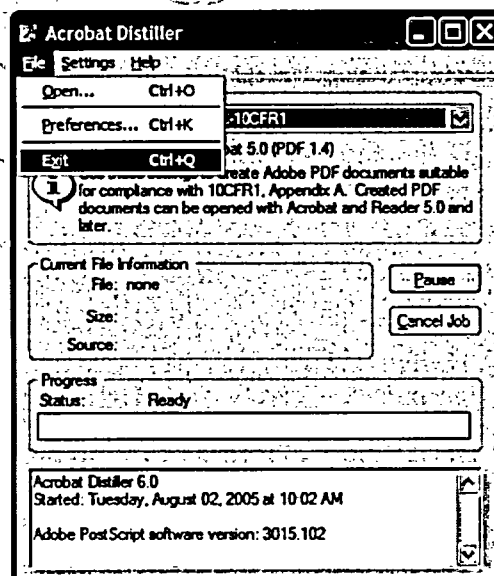 Acrobat Distiller
File Settings Help
Open... Ctrl+O
Preferences... Ctrl+K
Exit Ctrl+Q
-10CFR1
bat 5.0 (PDF 1.4)
create Adobe PDF documents suitable
for compliance with 10CFR1, Appendix A. Created PDF
documents can be opened with Acrobat and Reader 5.0 and
later.
Current File Information
File: none
Size:
Source:
Pause
Cancel Job
Progress
Status: Ready
Acrobat Distiller 6.0
Started: Tuesday, August 02, 2005 at 10:02 AM
Adobe PostScript software version: 3015.102